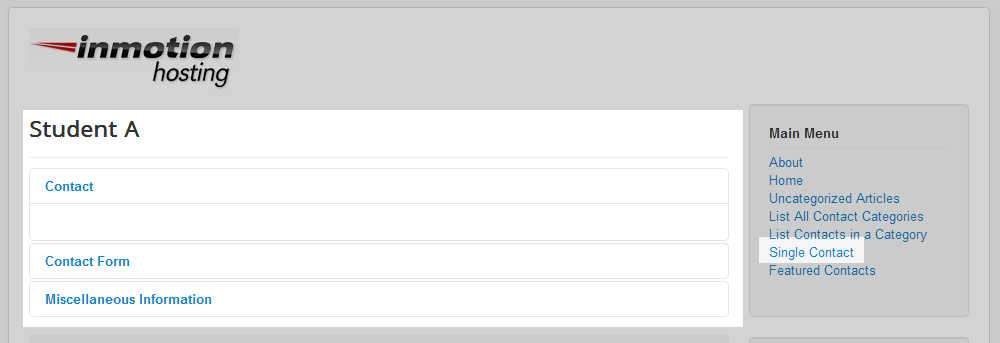 inmotion
hosting
Student A
Contact
Contact Form
Miscellaneous Information
Main Menu
About
Home
Uncategorized Articles
List All Contact Categories
List Contacts in a Category
Single Contact
Featured Contacts